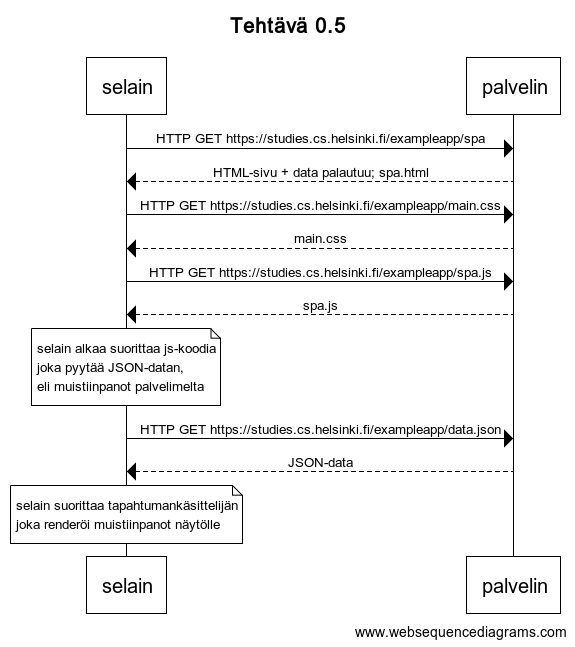 Tehtävä 0.5
selain
palvelin
HTTP GET https://studies.cs.helsinki.fi/exampleapp/spa
HTML-sivu + data palautuu; spa.html
HTTP GET https://studies.cs.helsinki.fi/exampleapp/main.css
main.css
HTTP GET https://studies.cs.helsinki.fi/exampleapp/spa.js
spa.js
selain alkaa suorittaa js-koodia
joka pyytää JSON-datan,
eli muistiinpanot palvelimelta
HTTP GET https://studies.cs.helsinki.fi/exampleapp/data.json
JSON-data
selain suorittaa tapahtumankäsittelijän
joka renderöi muistiinpanot näytölle
selain
palvelin
www.websequencediagrams.com